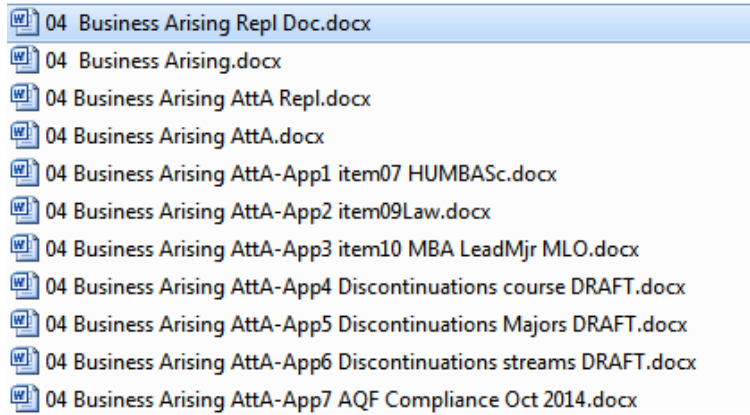 04  Business Arising Repl Doc.docx
04  Business Arising.docx
04 Business Arising AttA Repl.docx
04 Business Arising AttA.docx
04 Business Arising AttA-App1 item07 HUMBASc.docx
04 Business Arising AttA-App2 item09Law.docx
04 Business Arising AttA-App3 item10 MBA LeadMjr MLO.docx
04 Business Arising AttA-App4 Discontinuations course DRAFT.docx
04 Business Arising AttA-App5 Discontinuations Majors DRAFT.docx
04 Business Arising AttA-App6 Discontinuations streams DRAFT.docx
04 Business Arising AttA-App7 AQF Compliance Oct 2014.docx